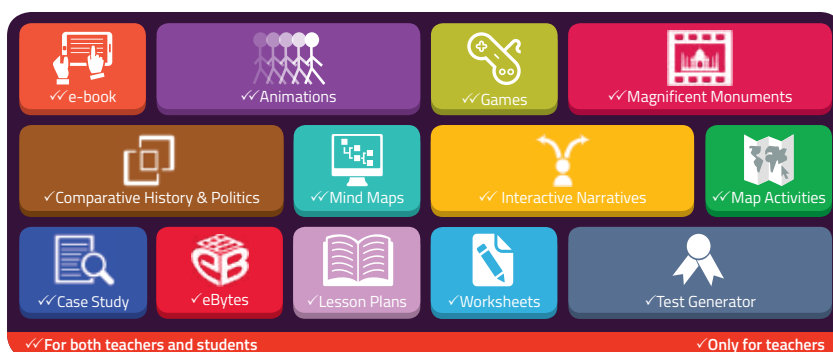 ✓✓e-book
✓✓Animations
✓✓Games
✓✓Magnificent Monuments
✓Comparative History & Politics
✓✓Mind Maps
✓✓ Interactive Narratives
✓✓Map Activities
✓✓Case Study
eB
✓eBytes
✓Lesson Plans
✓Worksheets
✓Test Generator
✓✓For both teachers and students
✓Only for teachers